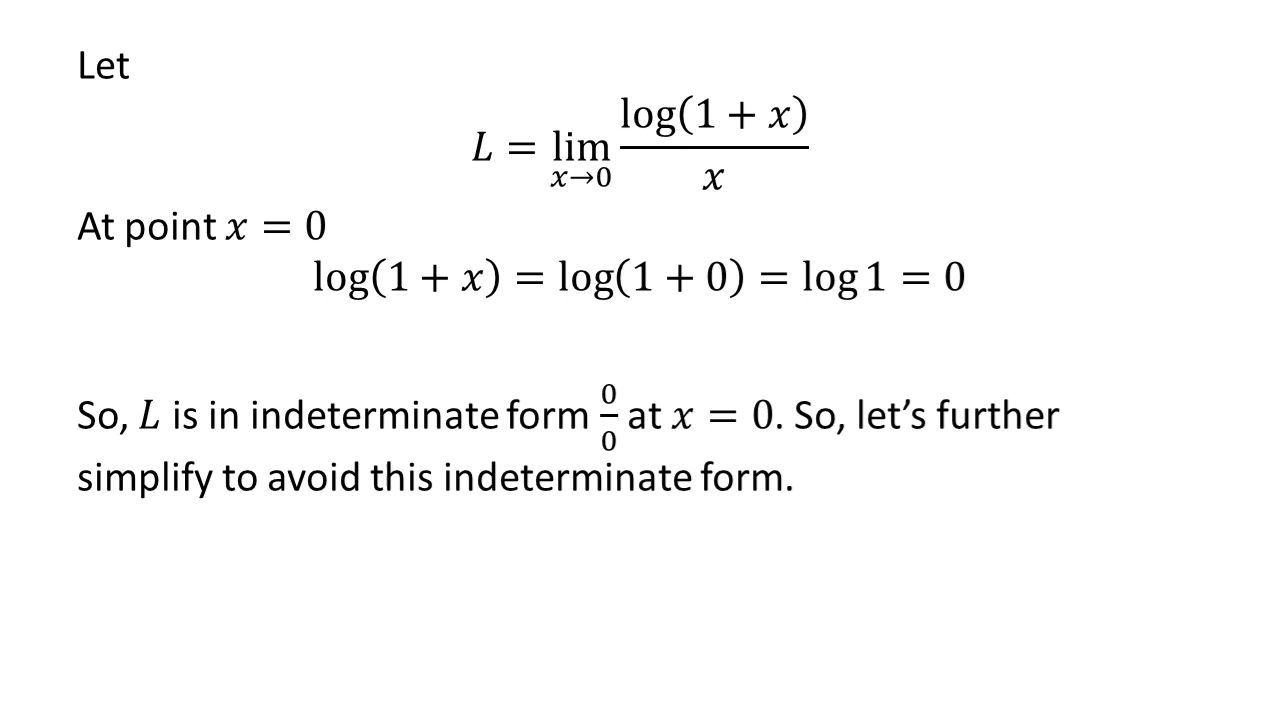 Let
L = lim x→0 log(1 + x) / x
At point x = 0
log(1 + x) = log(1 + 0) = log 1 = 0
So, L is in indeterminate form 0/0 at x = 0. So, let’s further
simplify to avoid this indeterminate form.